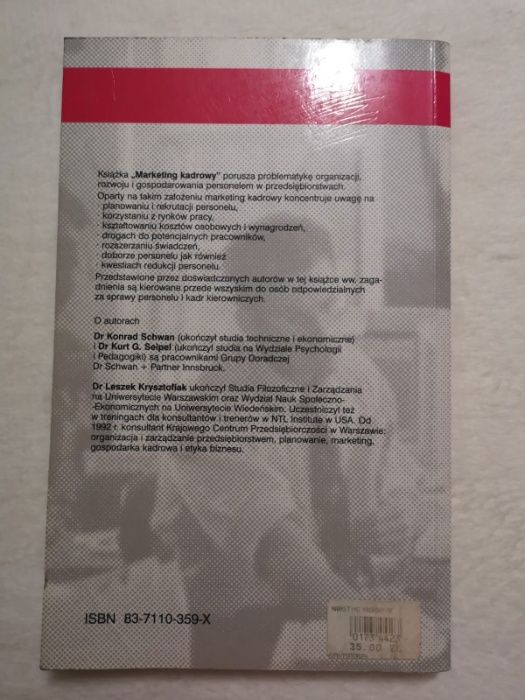 Książka „Marketing kadrowy" porusza problematykę organizacji,
rozwoju i gospodarowania personelem w przedsiębiorstwach.
Oparty na takim założeniu marketing kadrowy koncentruje uwagę na
· planowaniu i rekrutacji personelu,
· korzystaniu z rynków pracy,
· kształtowaniu kosztów osobowych i wynagrodzeń,
· drogach do potencjalnych pracowników,
· rozszerzaniu świadczeń,
· doborze personelu jak również
· kwestiach redukcji personelu.
Przedstawione przez doświadczonych autorów w tej książce ww. zaga-
dnienia są kierowane przede wszyskim do osób odpowiedzialnych
za sprawy personelu i kadr kierowniczych.
O autorach
Dr Konrad Schwan (ukończył studia techniczne i ekonomiczne)
i Dr Kurt G. Seipel (ukończył studia na Wydziale Psychologii
i Pedagogiki) są pracownikami Grupy Doradczej
Dr Schwan + Partner Innsbruck.
Dr Leszek Krysztofiak ukończył Studia Filozoficzne i Zarządzania
na Uniwersytecie Warszawskim oraz Wydział Nauk Społeczno-
-Ekonomicznych na Uniwersytecie Wiedeńskim. Uczestniczył też
w treningach dla konsultantów i trenerów w NTL Institute w USA. Od
1992 r. konsultant Krajowego Centrum Przedsiębiorczości w Warszawie:
organizacja i zarządzanie przedsiębiorstwem, planowanie, marketing,
gospodarka kadrowa i etyka biznesu.
ISBN 83-7110-359-X
35.00 ZŁ